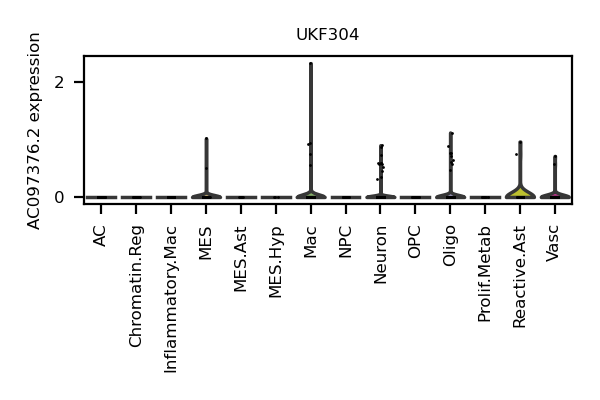 UKF304
AC097376.2 expression
2
0
AC
Chromatin.Reg
Inflammatory.Mac
MES
MES.Ast
MES.Hyp
Mac
NPC
Neuron
OPC
Oligo
Prolif.Metab
Reactive.Ast
Vasc